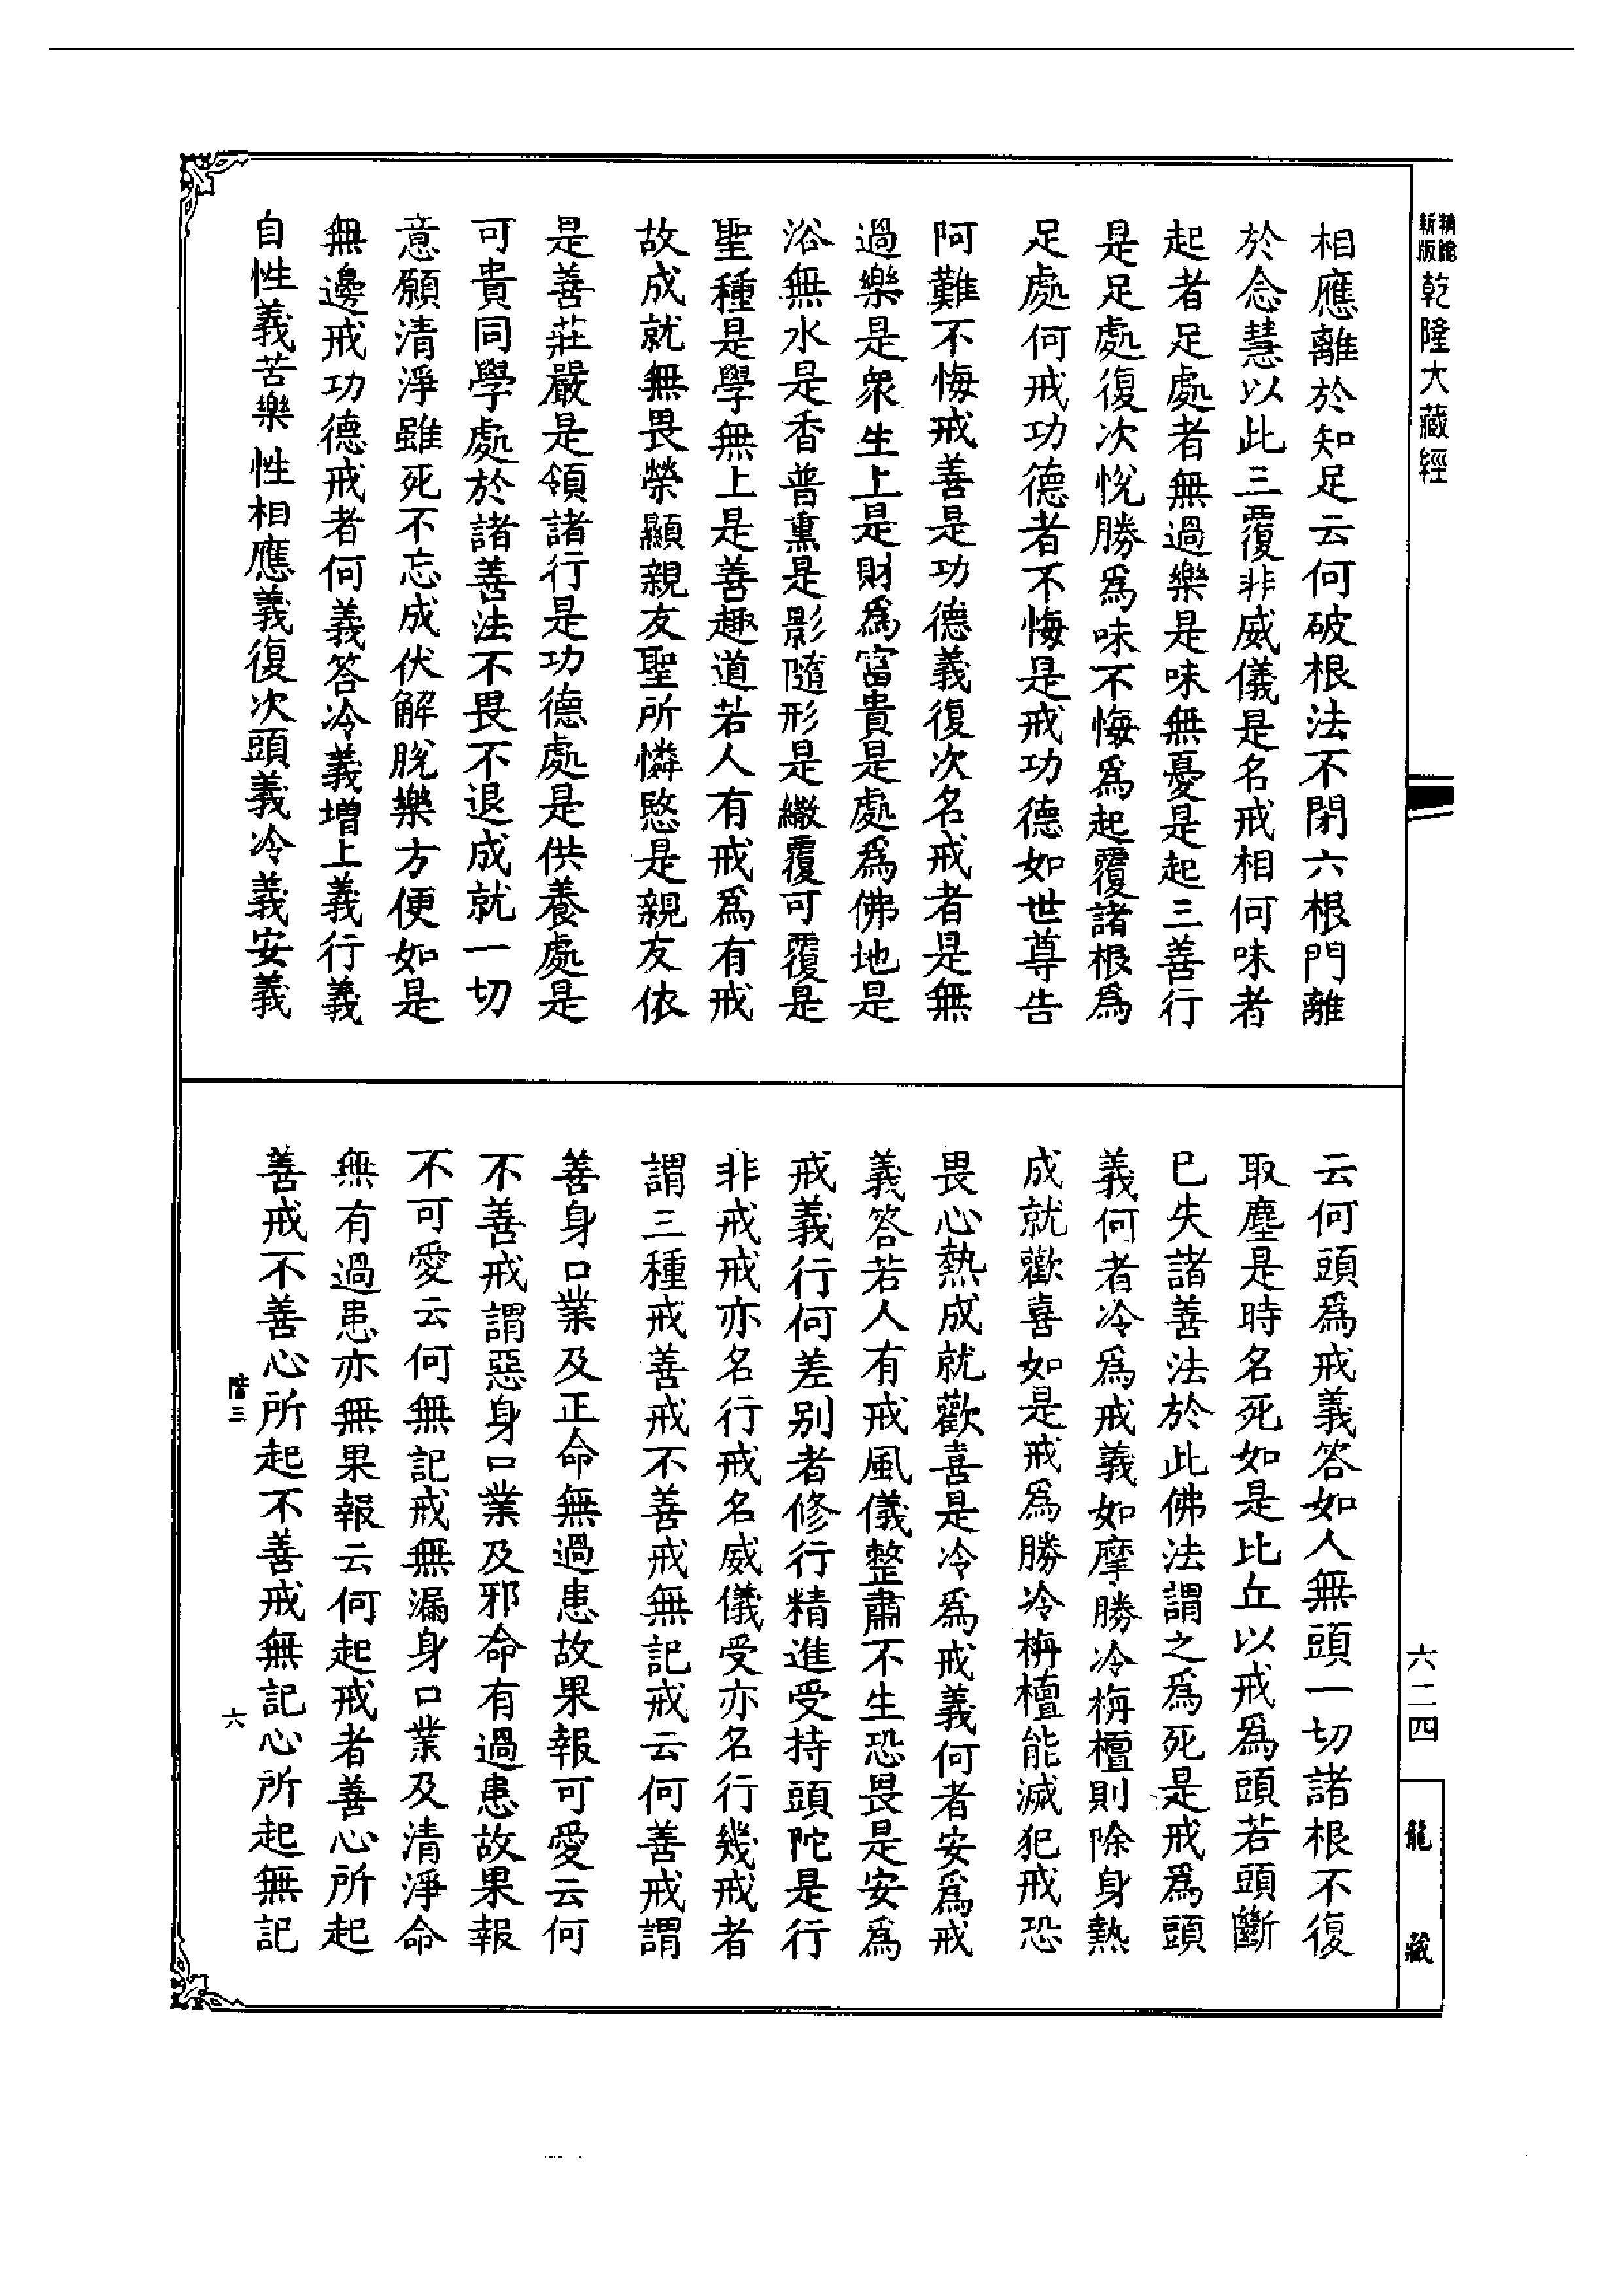 精館
新版
乾隆大藏經
相應離於知足云何破根法不閉六根門離
於念慧以此三覆非威儀是名戒相何味者
起者足處者無過樂是味無憂是起三善行
是足處復次悅勝為味不悔為起覆諸根為
足處何戒功德者不悔是戒功德如世尊告
阿難不悔戒善是功德義復次名戒者是無
過樂是衆生上是財為富貴是處為佛地是
浴無水是香普熏是影隨形是繖覆可覆是
聖種是學無上是善趣道若人有戒為有戒
故成就無畏榮顯親友聖所憐愍是親友依
是善莊嚴是領諸行是功德處是供養處是
可貴同學處於諸善法不畏不退成就一切
意願清淨雖死不忘成伏解脫樂方便如是
無邊戒功德戒者何義答冷義增上義行義
自性義苦樂性相應義復次頭義冷義安義
云何頭為戒義答如人無頭一切諸根不復
取塵是時名死如是比丘以戒為頭若頭斷
已失諸善法於此佛法謂之為死是戒為頭
義何者冷為戒義如摩勝冷栴檀則除身熱
成就歡喜如是戒為勝冷栴檀能滅犯戒恐
畏心熱成就歡喜是冷為戒義何者安為戒
義答若人有戒風儀整肅不生恐畏是安為
戒義行何差別者修行精進受持頭陀是行
非戒戒亦名行戒名威儀受亦名行幾戒者
謂三種戒善戒不善戒無記戒云何善戒謂
善身口業及正命無過患故果報可愛云何
不善戒謂惡身口業及邪命有過患故果報
不可愛云何無記戒無漏身口業及清淨命
無有過患亦無果報云何起戒者善心所起
善戒不善心所起不善戒無記心所起無記
階三
六
六二四
龍藏